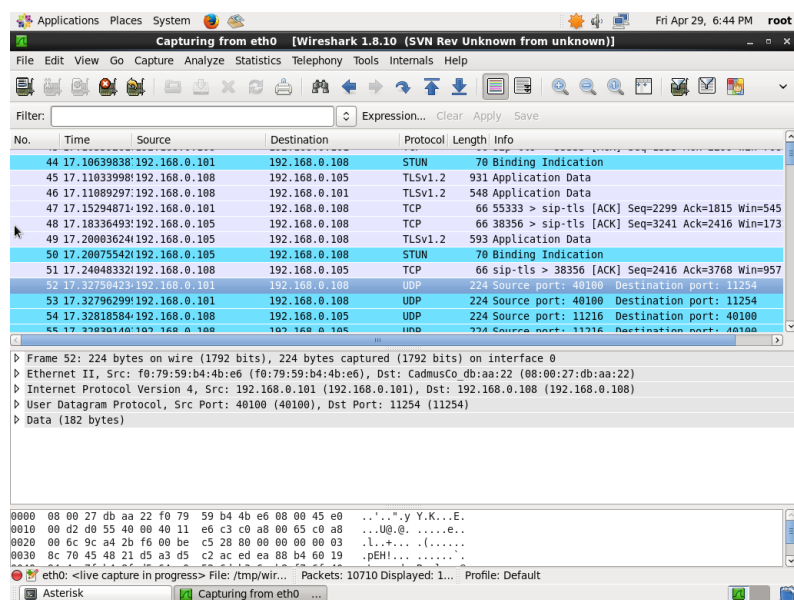 Applications Places System Fri Apr 29, 6:44 PM root
Capturing from eth0 [Wireshark 1.8.10 (SVN Rev Unknown from unknown)]
File Edit View Go Capture Analyze Statistics Telephony Tools Internals Help
Filter: Expression... Clear Apply Save
No. Time Source Destination Protocol Length Info
44 17.10639838 192.168.0.101 192.168.0.108 STUN 70 Binding Indication
45 17.11033998 192.168.0.105 192.168.0.108 TLSv1.2 931 Application Data
46 17.11089297 192.168.0.108 192.168.0.101 TLSv1.2 548 Application Data
47 17.15294871 192.168.0.101 192.168.0.108 TCP 66 55333 > sip-tls [ACK] Seq=2299 Ack=1815 Win=545
48 17.18336493 192.168.0.105 192.168.0.108 TCP 66 38356 > sip-tls [ACK] Seq=3241 Ack=2416 Win=173
49 17.20003624 192.168.0.105 192.168.0.108 TLSv1.2 593 Application Data
50 17.20075542 192.168.0.105 192.168.0.108 STUN 70 Binding Indication
51 17.24048332 192.168.0.108 192.168.0.105 TCP 66 sip-tls > 38356 [ACK] Seq=2416 Ack=3768 Win=957
52 17.32750423 192.168.0.101 192.168.0.108 UDP 224 Source port: 40100 Destination port: 11254
53 17.32796299 192.168.0.101 192.168.0.108 UDP 224 Source port: 40100 Destination port: 11254
54 17.32818584 192.168.0.108 192.168.0.105 UDP 224 Source port: 11216 Destination port: 40100
55 17.32839140 192.168.0.108 192.168.0.105 UDP 224 Source port: 11216 Destination port: 40100
Frame 52: 224 bytes on wire (1792 bits), 224 bytes captured (1792 bits) on interface 0
Ethernet II, Src: f0:79:59:b4:4b:e6 (f0:79:59:b4:4b:e6), Dst: CadmusCo_db:aa:22 (08:00:27:db:aa:22)
Internet Protocol Version 4, Src: 192.168.0.101 (192.168.0.101), Dst: 192.168.0.108 (192.168.0.108)
User Datagram Protocol, Src Port: 40100 (40100), Dst Port: 11254 (11254)
Data (182 bytes)
0000 08 00 27 db aa 22 f0 79 59 b4 4b e6 08 00 45 e0 ..'..".y Y.K...E.
0010 00 d2 d0 55 40 00 40 11 e6 c3 c0 a8 00 65 c0 a8 ...U@.@. .....e..
0020 00 6c 9c a4 2b f6 00 be c5 28 80 00 00 00 00 03 .l..+... .(......
0030 8c 70 45 48 21 d5 a3 d5 c2 ac ed ea 88 b4 60 19 .pEH!... ......`.
eth0: <live capture in progress> File: /tmp/wir... Packets: 10710 Displayed: 1... Profile: Default
Asterisk Capturing from eth0 ...